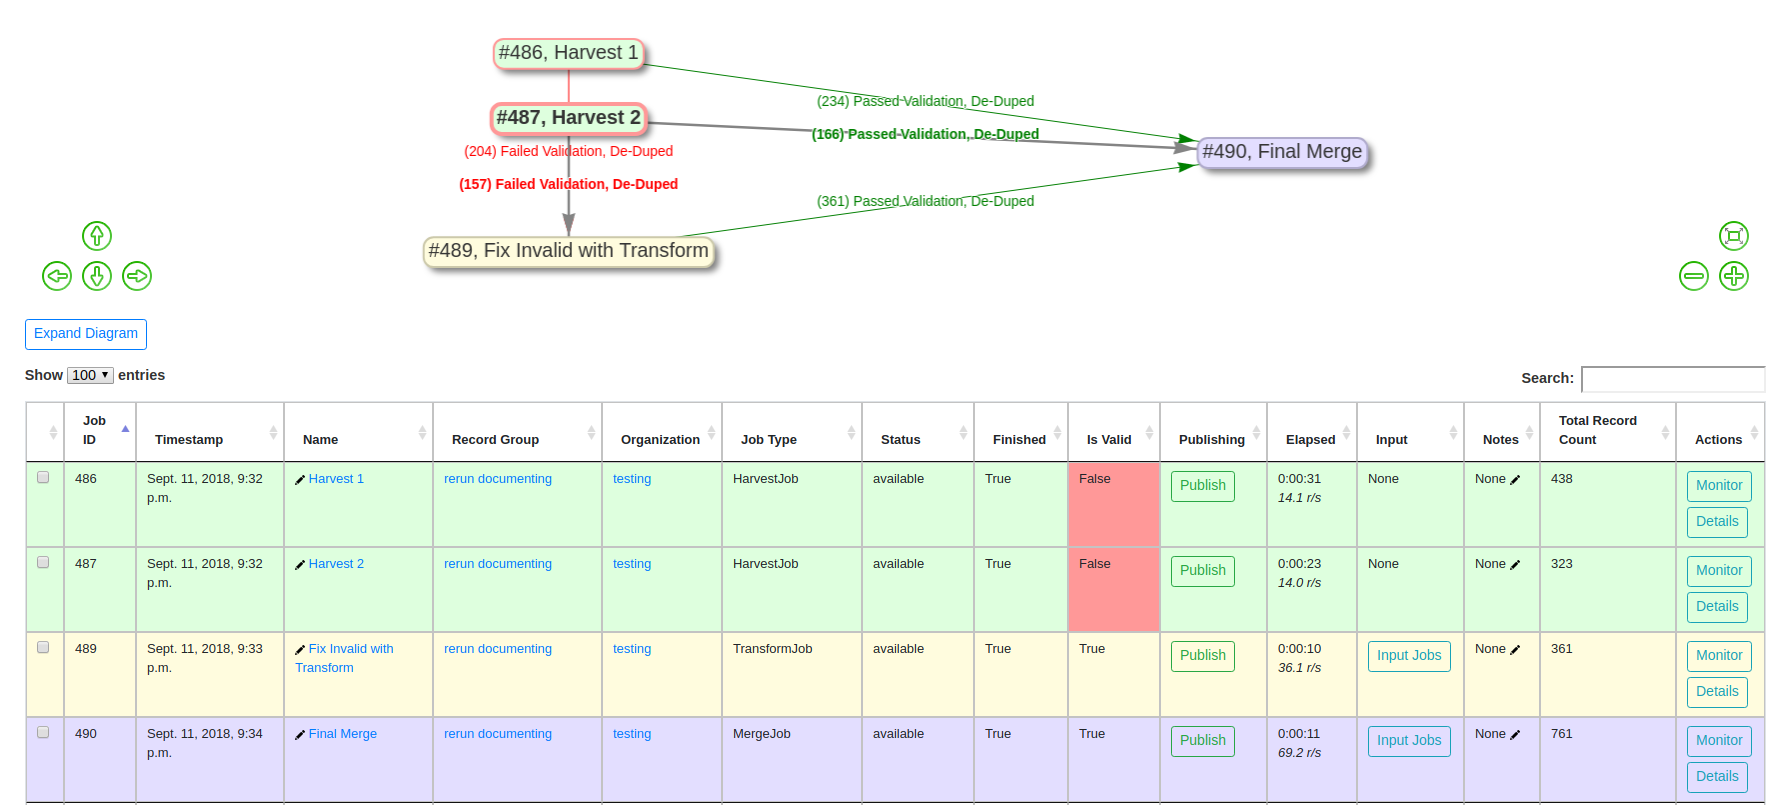 #486, Harvest 1
(234) Passed Validation, De-Duped
#487, Harvest 2
(166) Passed Validation, De-Duped
#490, Final Merge
(204) Failed Validation, De-Duped
(157) Failed Validation, De-Duped
(361) Passed Validation, De-Duped
#489, Fix Invalid with Transform
Expand Diagram
Show 100 entries
Search:
Job ID Timestamp Name Record Group Organization Job Type Status Finished Is Valid Publishing Elapsed Input Notes Total Record Count Actions
486 Sept. 11, 2018, 9:32 p.m. Harvest 1 rerun documenting testing HarvestJob available True False Publish 0:00:31 14.1 r/s None None 438 Monitor Details
487 Sept. 11, 2018, 9:32 p.m. Harvest 2 rerun documenting testing HarvestJob available True False Publish 0:00:23 14.0 r/s None None 323 Monitor Details
489 Sept. 11, 2018, 9:33 p.m. Fix Invalid with Transform rerun documenting testing TransformJob available True True Publish 0:00:10 36.1 r/s Input Jobs None 361 Monitor Details
490 Sept. 11, 2018, 9:34 p.m. Final Merge rerun documenting testing MergeJob available True True Publish 0:00:11 69.2 r/s Input Jobs None 761 Monitor Details